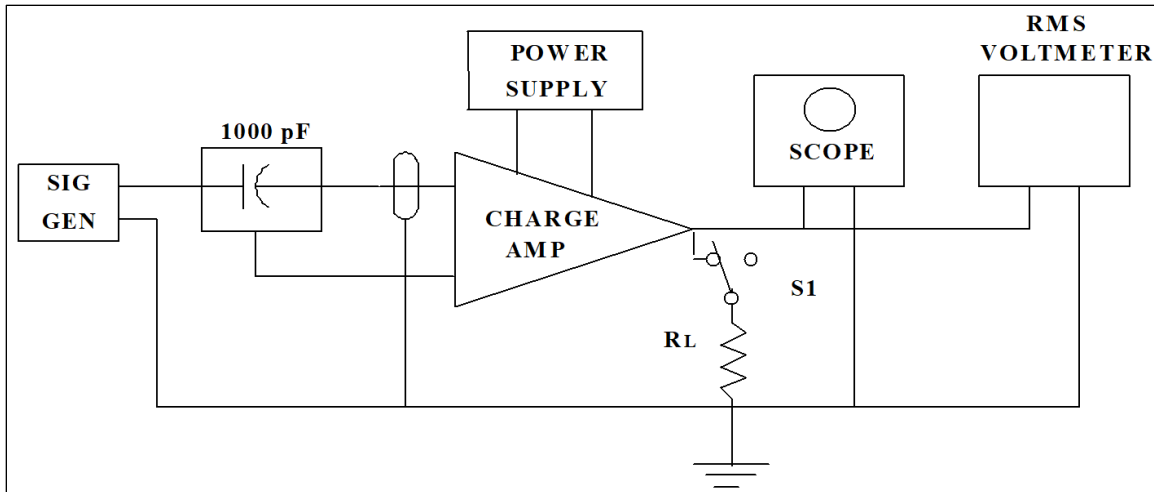 RMS
VOLTMETER
POWER
SUPPLY
1000 pF
SCOPE
SIG
GEN
CHARGE
AMP
S1
RL